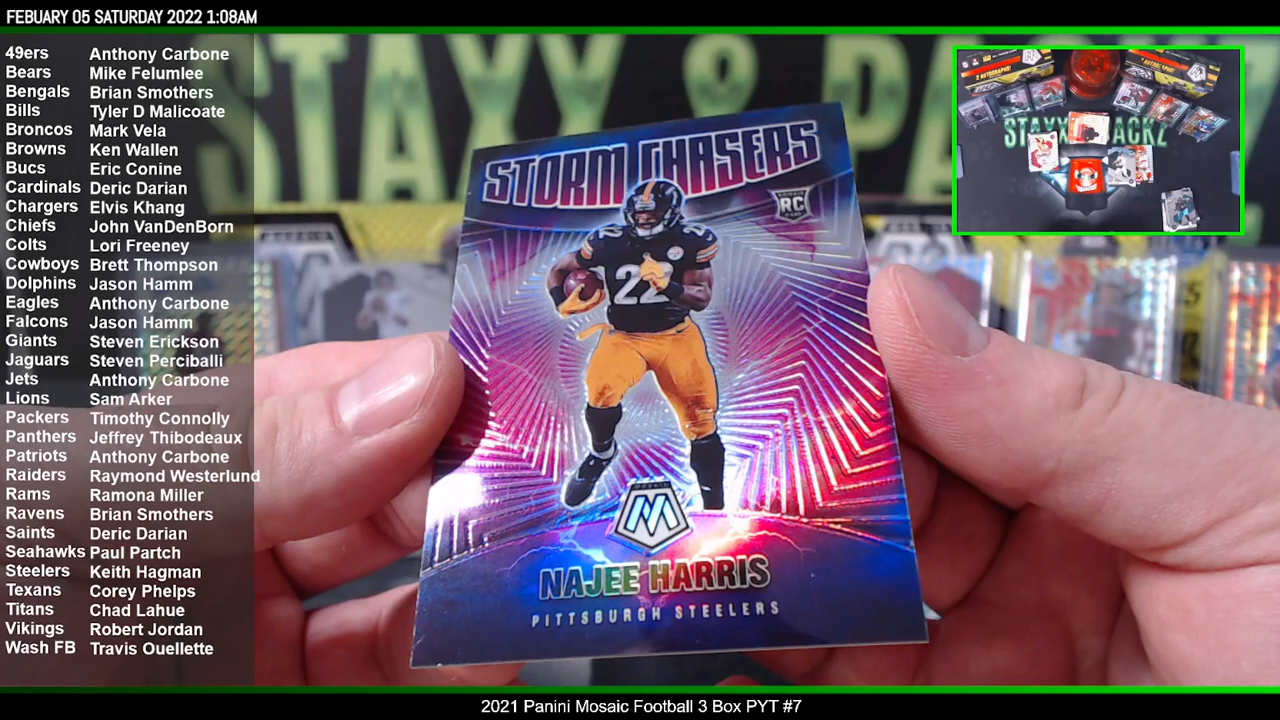 FEBUARY 05 SATURDAY 2022 1:08AM
49ers Anthony Carbone
Bears Mike Felumlee
Bengals Brian Smothers
Bills Tyler D Malicoate
Broncos Mark Vela
Browns Ken Wallen
Bucs Eric Conine
Cardinals Deric Darian
Chargers Elvis Khang
Chiefs John VanDenBorn
Colts Lori Freeney
Cowboys Brett Thompson
Dolphins Jason Hamm
Eagles Anthony Carbone
Falcons Jason Hamm
Giants Steven Erickson
Jaguars Steven Perciballi
Jets Anthony Carbone
Lions Sam Arker
Packers Timothy Connolly
Panthers Jeffrey Thibodeaux
Patriots Anthony Carbone
Raiders Raymond Westerlund
Rams Ramona Miller
Ravens Brian Smothers
Saints Deric Darian
Seahawks Paul Partch
Steelers Keith Hagman
Texans Corey Phelps
Titans Chad Lahue
Vikings Robert Jordan
Wash FB Travis Ouellette
STAXX & PA
STORM CHASERS
RC
22
MOSAIC
NAJEE HARRIS
PITTSBURGH STEELERS
2021 Panini Mosaic Football 3 Box PYT #7